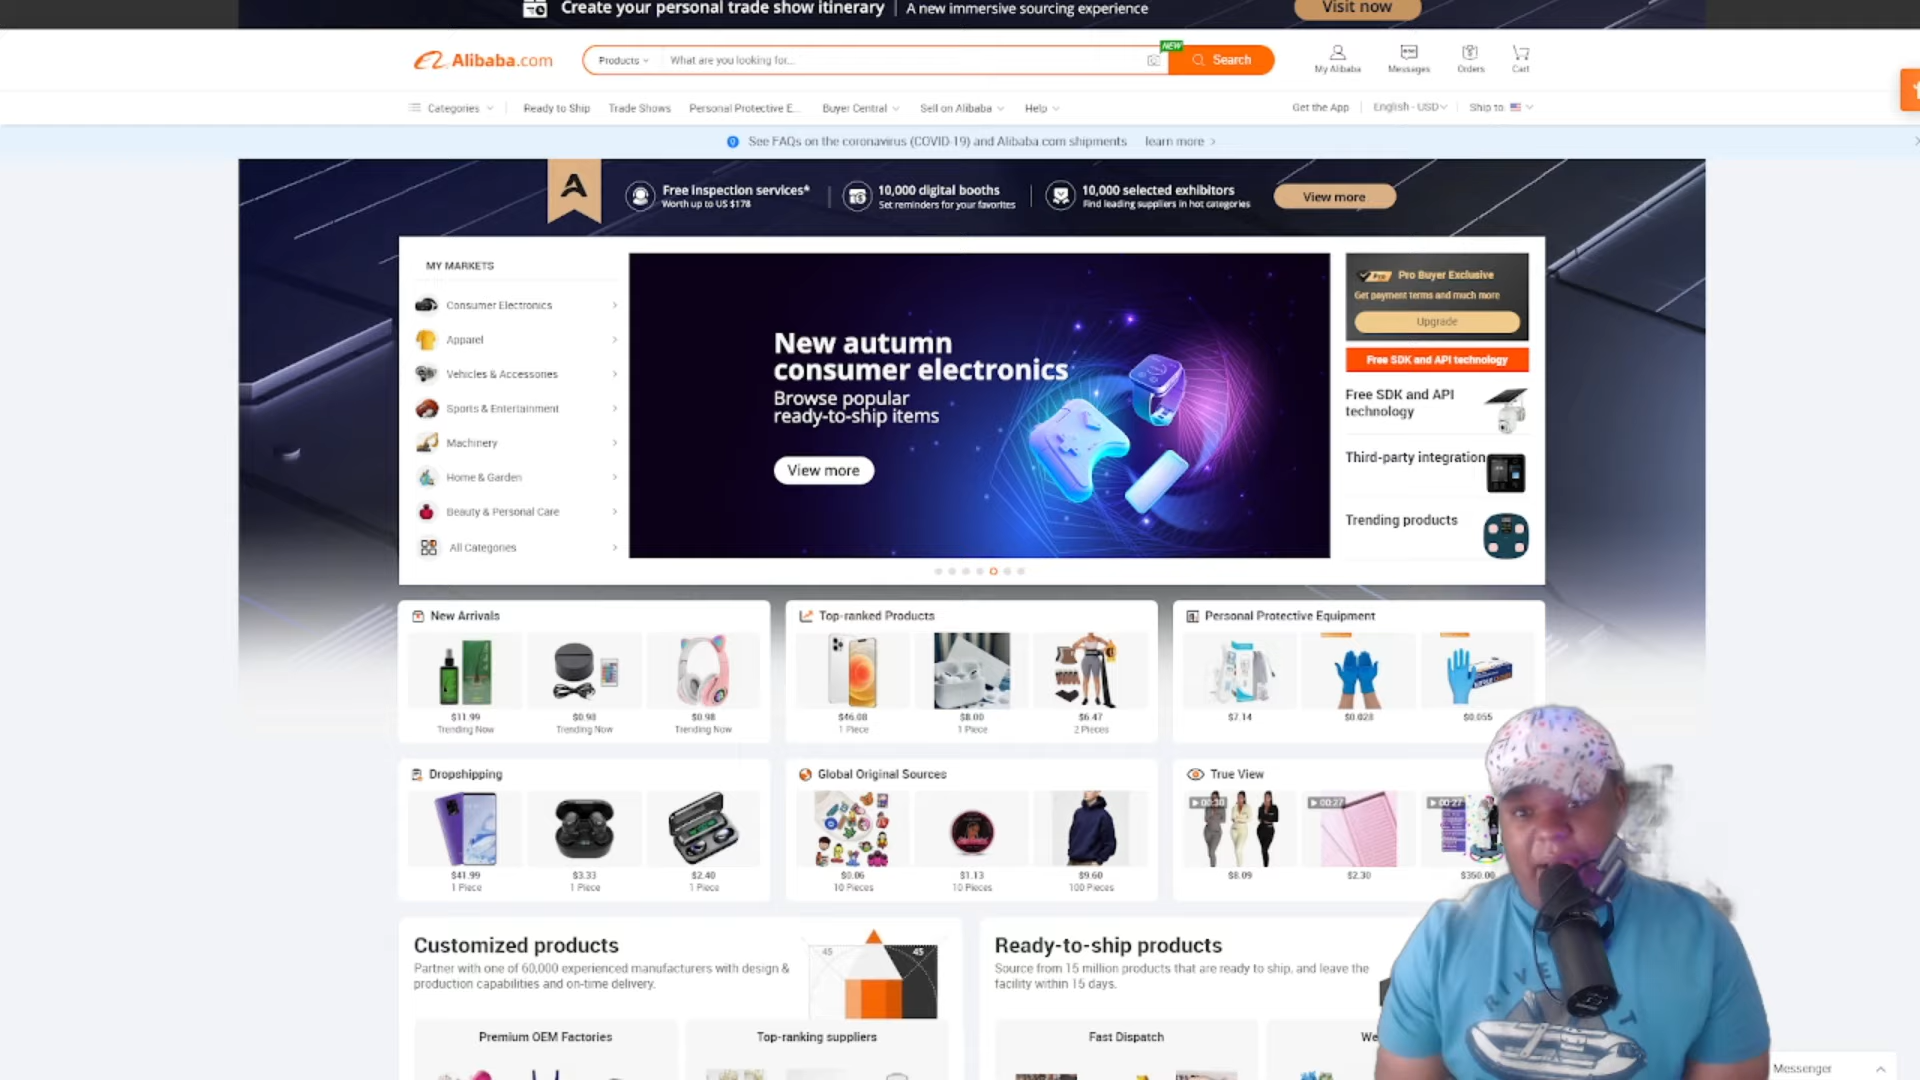 Create your personal trade show itinerary | A new immersive sourcing experience
Visit now
Alibaba.com
Products
What are you looking for...
NEW
Search
My Alibaba
Messages
Orders
Cart
Categories
Ready to Ship
Trade Shows
Personal Protective E...
Buyer Central
Sell on Alibaba
Help
Get the App
English - USD
Ship to:
See FAQs on the coronavirus (COVID-19) and Alibaba.com shipments
learn more >
A
Free inspection services*
Worth up to US $178
10,000 digital booths
Set reminders for your favorites
10,000 selected exhibitors
Find leading suppliers in hot categories
View more
MY MARKETS
Consumer Electronics
Apparel
Vehicles & Accessories
Sports & Entertainment
Machinery
Home & Garden
Beauty & Personal Care
All Categories
New autumn
consumer electronics
Browse popular
ready-to-ship items
View more
Pro
Pro Buyer Exclusive
Get payment terms and much more
Upgrade
Free SDK and API technology
Free SDK and API
technology
Third-party integration
Trending products
New Arrivals
$11.99
Trending Now
$0.98
Trending Now
$0.98
Trending Now
Top-ranked Products
$46.08
1 Piece
$8.00
1 Piece
$6.47
2 Pieces
Personal Protective Equipment
$7.14
$0.028
$0.055
Dropshipping
$41.99
1 Piece
$3.33
1 Piece
$2.40
1 Piece
Global Original Sources
$0.06
10 Pieces
$1.13
10 Pieces
$9.60
100 Pieces
True View
00:30
$8.09
00:27
$2.30
00:27
$350.00
Customized products
Partner with one of 60,000 experienced manufacturers with design &
production capabilities and on-time delivery.
45
45
Premium OEM Factories
Top-ranking suppliers
Ready-to-ship products
Source from 15 million products that are ready to ship, and leave the
facility within 15 days.
Fast Dispatch
We
Messenger